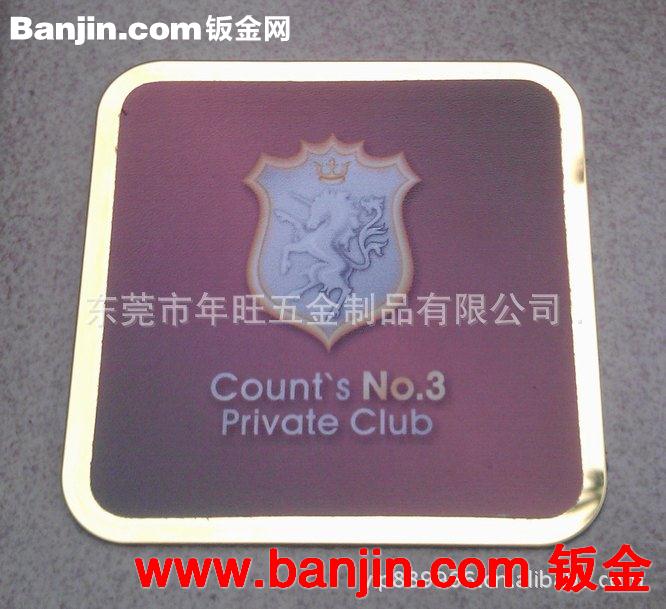 Banjin.com钣金网
东莞市年旺五金制品有限公司
Count`s No.3
Private Club
www.banjin.com 钣金